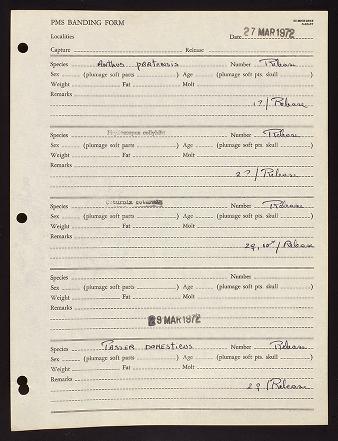 PMS BANDING FORM
Localities Date 27 MAR 1972
Capture Release
Species Anthus pratensis Number Release
Sex (plumage soft parts) Age (plumage soft pts. skull)
Weight Fat Molt
Remarks
1? / Release
Species Phylloscopus collybita Number Release
Sex (plumage soft parts) Age (plumage soft pts. skull)
Weight Fat Molt
Remarks
2? / Release
Species Coturnix coturnix Number Release
Sex (plumage soft parts) Age (plumage soft pts. skull)
Weight Fat Molt
Remarks
/ Release
Species Number
Sex (plumage soft parts) Age (plumage soft pts. skull)
Weight Fat Molt
Remarks
29 MAR 1972
Species Passer domesticus Number Release
Sex (plumage soft parts) Age (plumage soft pts. skull)
Weight Fat Molt
Remarks
/ Release